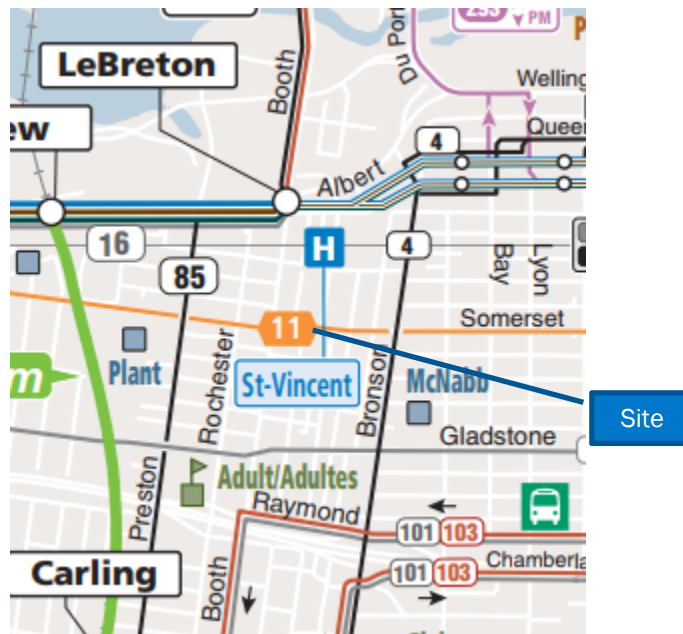 293
PM
P
LeBreton
Booth
Du Port
Welling
ew
4
Queen
Albert
16
H
4
Bay
Lyon
85
11
Somerset
Plant
Rochester
St-Vincent
Bronson
McNabb
m
Site
Gladstone
Preston
Adult/Adultes
Raymond
101 103
Carling
Booth
101 103
Chamberla